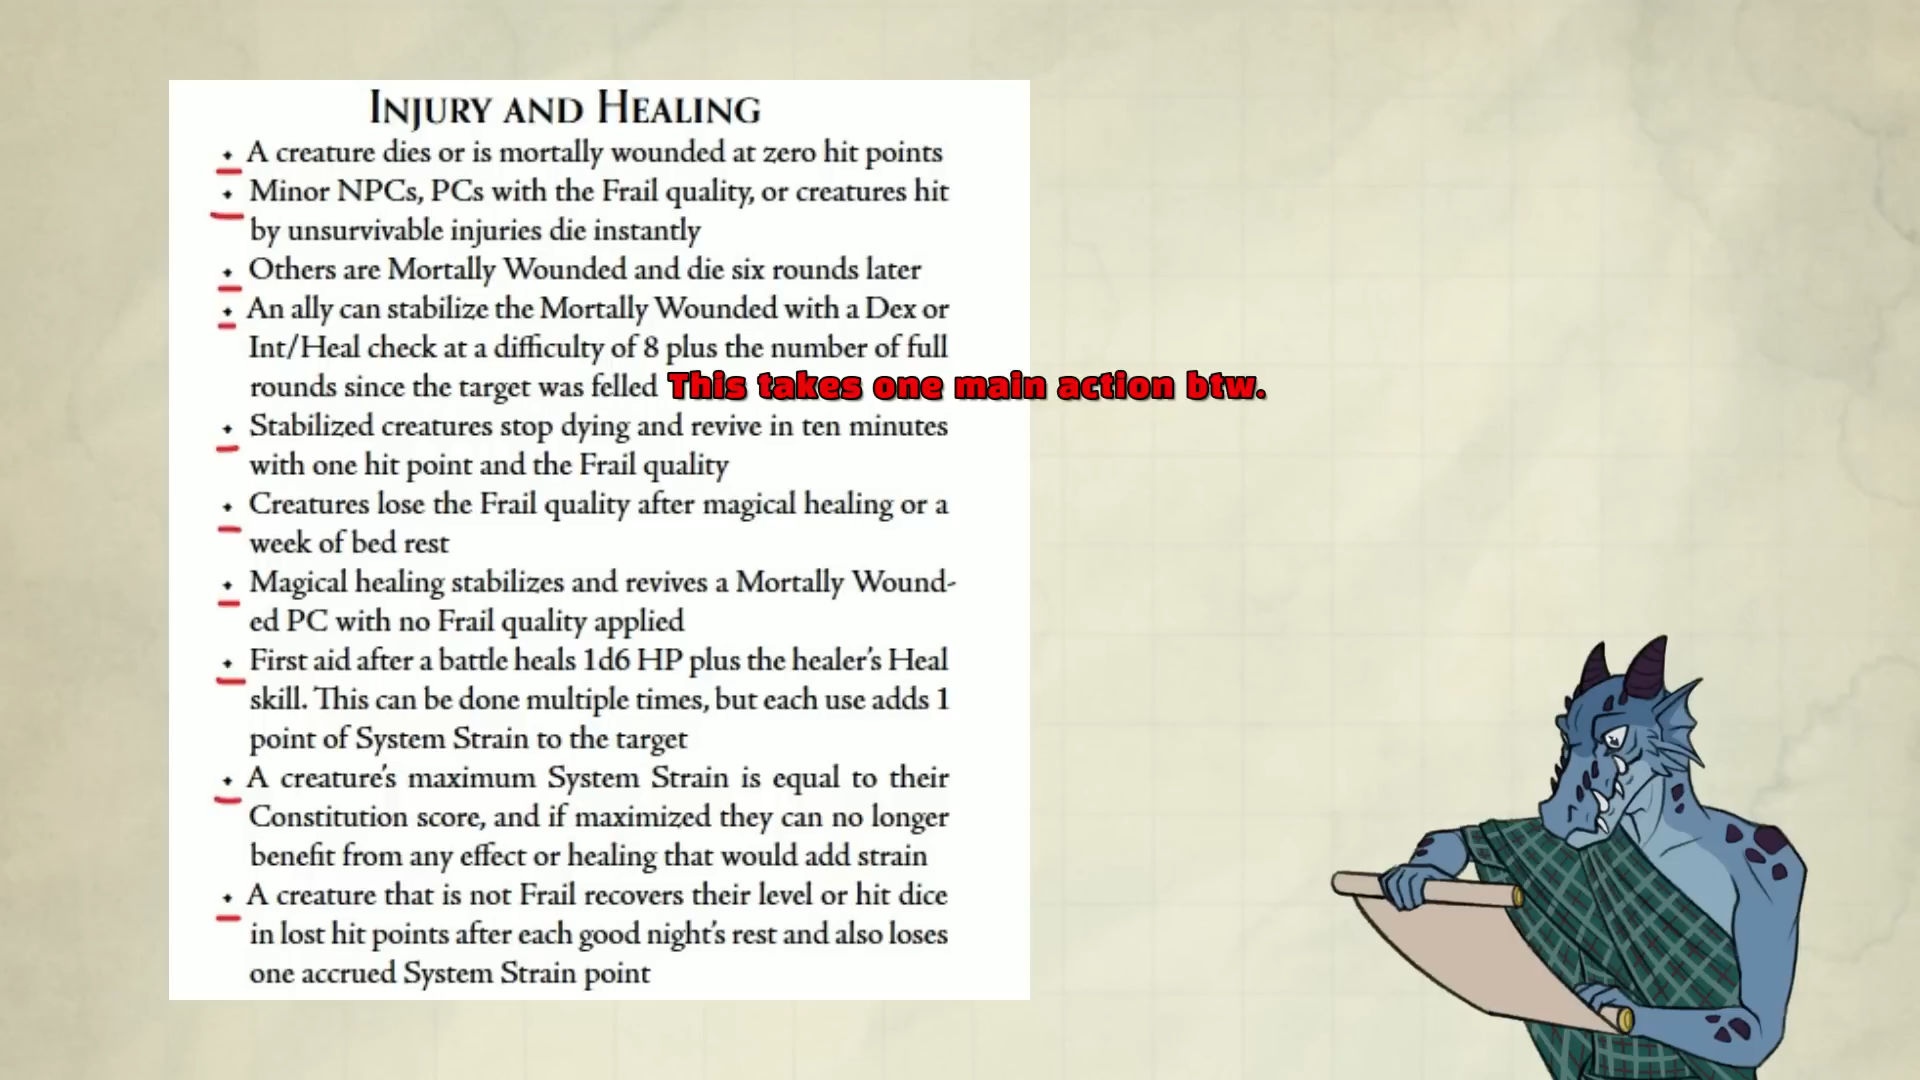 INJURY AND HEALING
✦ A creature dies or is mortally wounded at zero hit points
✦ Minor NPCs, PCs with the Frail quality, or creatures hit
by unsurvivable injuries die instantly
✦ Others are Mortally Wounded and die six rounds later
✦ An ally can stabilize the Mortally Wounded with a Dex or
Int/Heal check at a difficulty of 8 plus the number of full
rounds since the target was felled This takes one main action btw.
✦ Stabilized creatures stop dying and revive in ten minutes
with one hit point and the Frail quality
✦ Creatures lose the Frail quality after magical healing or a
week of bed rest
✦ Magical healing stabilizes and revives a Mortally Wound-
ed PC with no Frail quality applied
✦ First aid after a battle heals 1d6 HP plus the healer's Heal
skill. This can be done multiple times, but each use adds 1
point of System Strain to the target
✦ A creature's maximum System Strain is equal to their
Constitution score, and if maximized they can no longer
benefit from any effect or healing that would add strain
✦ A creature that is not Frail recovers their level or hit dice
in lost hit points after each good night's rest and also loses
one accrued System Strain point